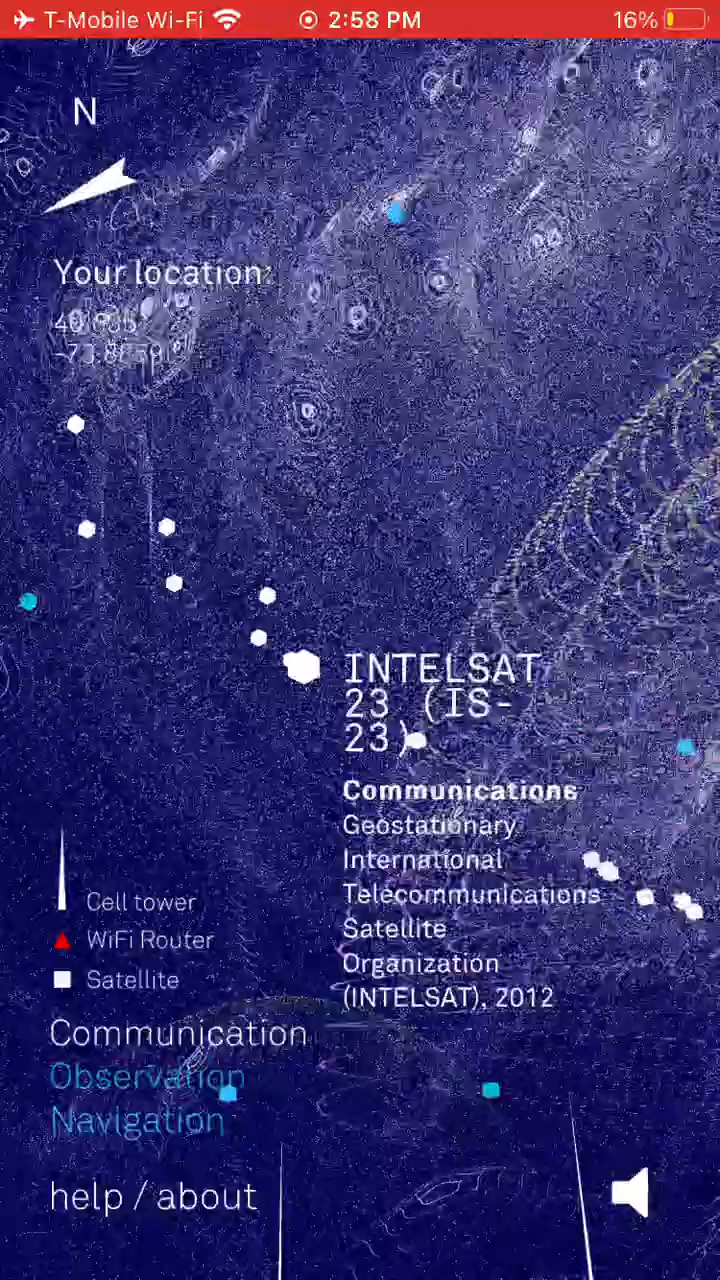 T-Mobile Wi-Fi 2:58 PM 16%
N
Your location:
INTELSAT
23 (IS-
23)
Communications
Geostationary
International
Telecommunications
Satellite
Organization
(INTELSAT), 2012
Cell tower
WiFi Router
Satellite
Communication
Observation
Navigation
help / about